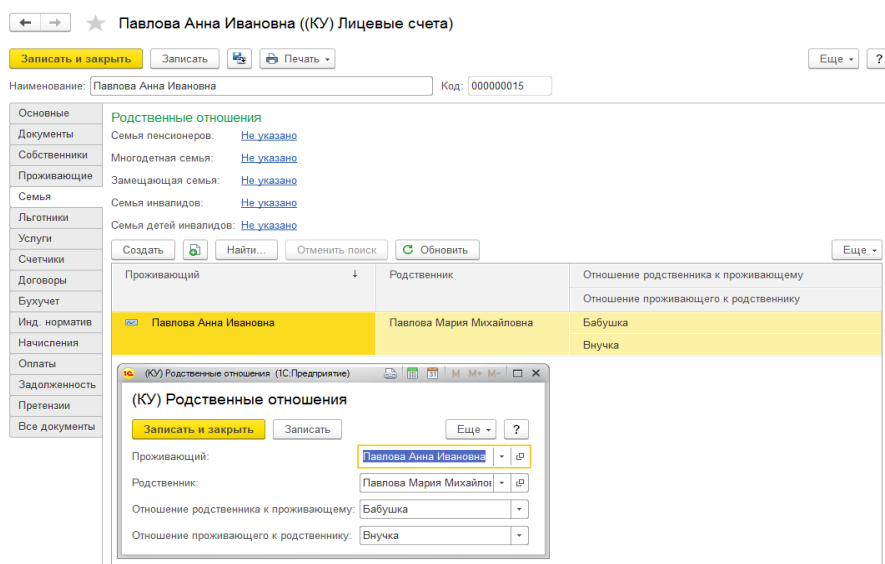 Павлова Анна Ивановна ((КУ) Лицевые счета)
Записать и закрыть Записать Печать Еще ?
Наименование: Павлова Анна Ивановна Код: 000000015
Основные
Документы
Собственники
Проживающие
Семья
Льготники
Услуги
Счетчики
Договоры
Бухучет
Инд. норматив
Начисления
Оплаты
Задолженность
Претензии
Все документы
Родственные отношения
Семья пенсионеров: Не указано
Многодетная семья: Не указано
Замещающая семья: Не указано
Семья инвалидов: Не указано
Семья детей инвалидов: Не указано
Создать Найти... Отменить поиск Обновить Еще
Проживающий ↓ Родственник Отношение родственника к проживающему
Отношение проживающего к родственнику
Павлова Анна Ивановна Павлова Мария Михайловна Бабушка
Внучка
1С (КУ) Родственные отношения (1С:Предприятие) 31 M M+ M-
(КУ) Родственные отношения
Записать и закрыть Записать Еще ?
Проживающий: Павлова Анна Ивановна
Родственник: Павлова Мария Михайлов
Отношение родственника к проживающему: Бабушка
Отношение проживающего к родственнику: Внучка